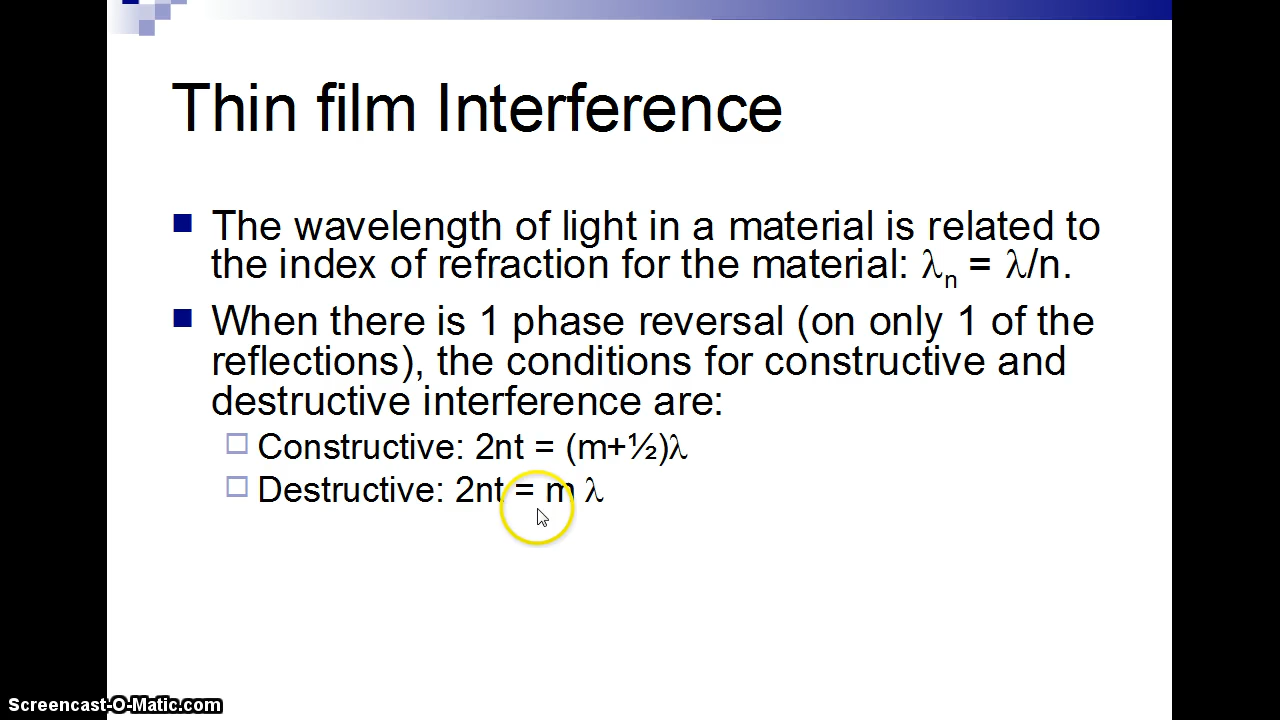 Thin film Interference
The wavelength of light in a material is related to
the index of refraction for the material: λn = λ/n.
When there is 1 phase reversal (on only 1 of the
reflections), the conditions for constructive and
destructive interference are:
Constructive: 2nt = (m+½)λ
Destructive: 2nt = m λ
Screencast-O-Matic.com